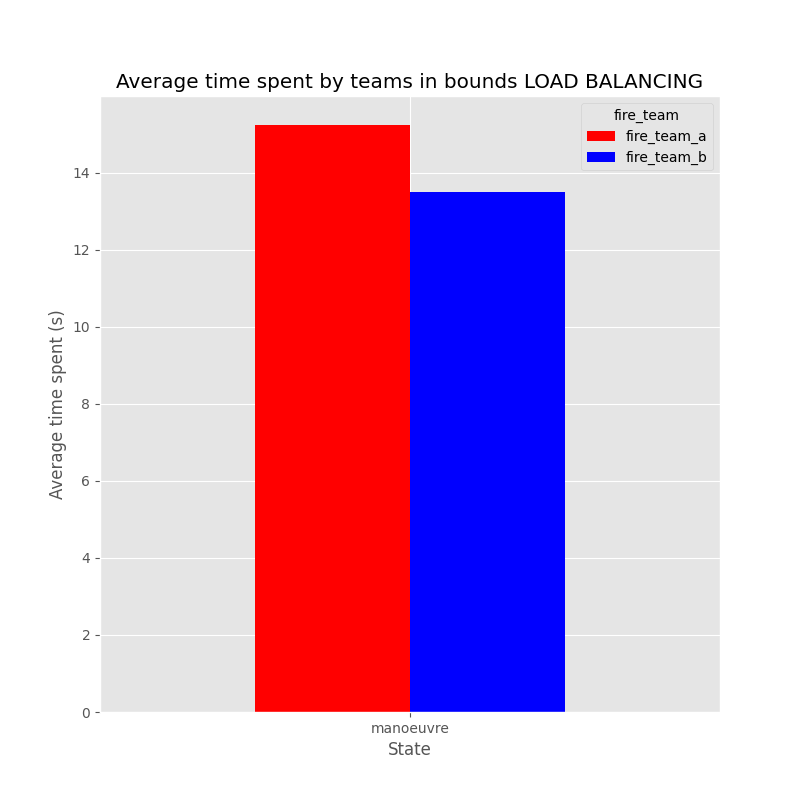 Average time spent by teams in bounds LOAD BALANCING
fire_team
fire_team_a
fire_team_b
14
12
10
8
6
4
2
0
Average time spent (s)
manoeuvre
State